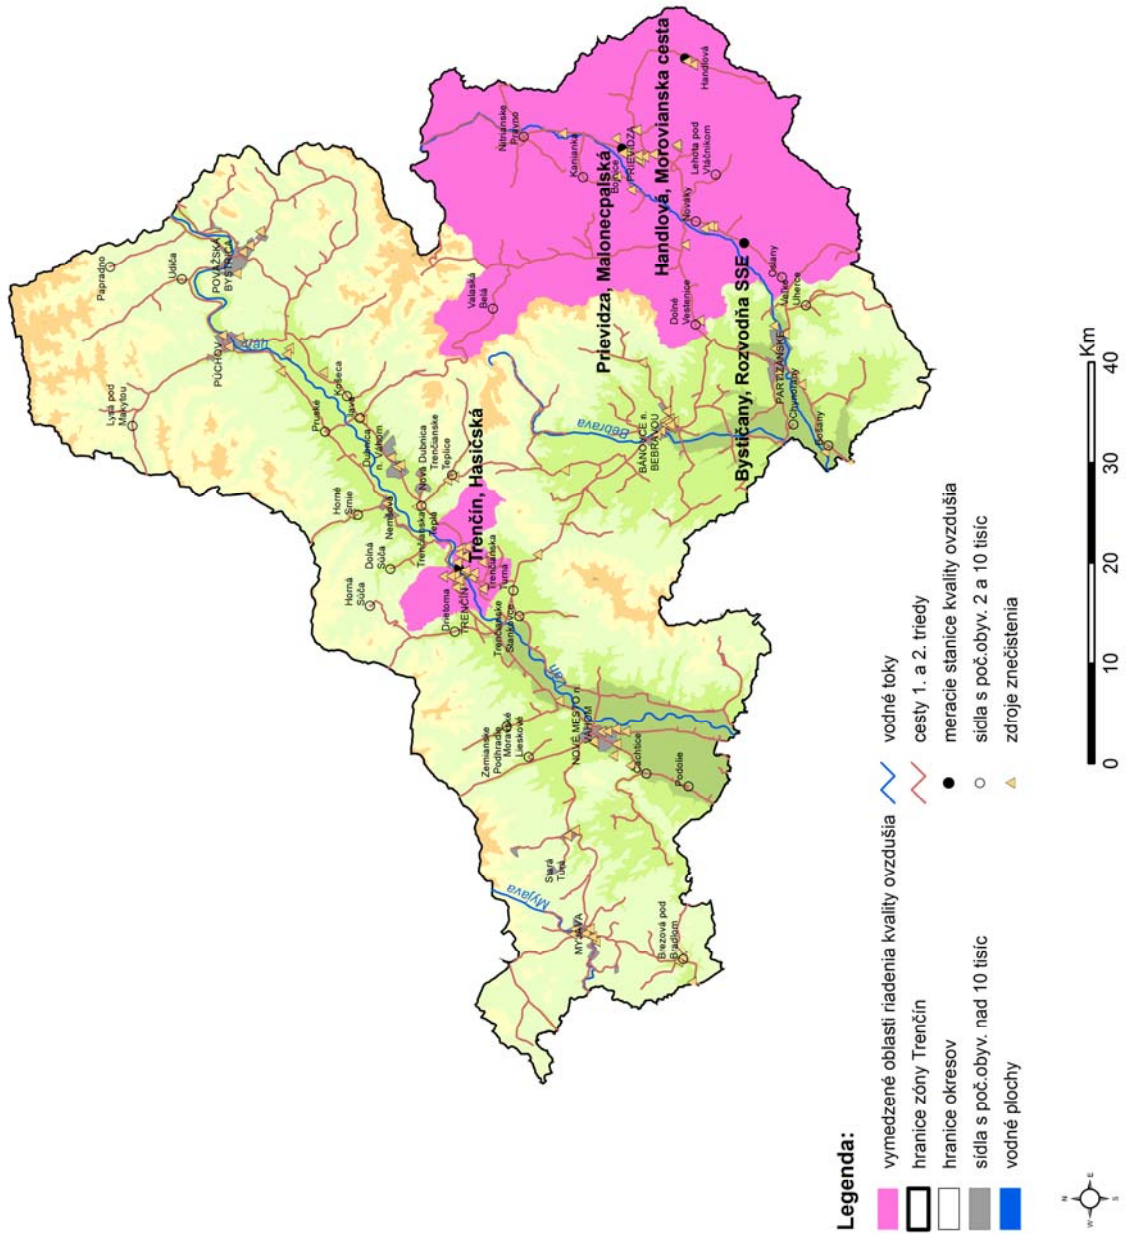 Papradno
Udiča
POVAŽSKÁ
BYSTRICA
PÚCHOV
Váh
Lysá pod
Makytou
Košeca
Ilava
Pruské
Dubnica
n. Váhom
Nová Dubnica
Trenčianske
Teplice
Horné
Srnie
Nemšová
Trenčianska
Teplá
Dolná
Súča
Horná
Súča
Trenčín, Hasičská
Drietoma
TRENČÍN
Trenčianska
Turná
Trenčianske
Stankovce
Váh
Zemianske
Podhradie
Moravské
Lieskové
NOVÉ MESTO n.
VÁHOM
Čachtice
Podolie
Stará
Turá
Myjava
MYJAVA
Brezová pod
Bradlom
Nitrianske
Pravno
Kanianka
Bojnice
PRIEVIDZA
Handlová
Lehota pod
Vtáčnikom
Nováky
Prievidza, Malonecpalská
Handlová, Morovianska cesta
Bystričany, Rozvodňa SSE
Valaská
Belá
Dolné
Vestenice
Oslany
Veľké
Uherce
PARTIZÁNSKE
Chynorany
Bošany
Bebrava
BÁNOVCE n.
BEBRAVOU
Legenda:
vymedzené oblasti riadenia kvality ovzdušia
hranice zóny Trenčín
hranice okresov
sídla s poč.obyv. nad 10 tisíc
vodné plochy
vodné toky
cesty 1. a 2. triedy
meracie stanice kvality ovzdušia
sídla s poč.obyv. 2 a 10 tisíc
zdroje znečistenia
N
W
E
S
0
10
20
30
40
Km